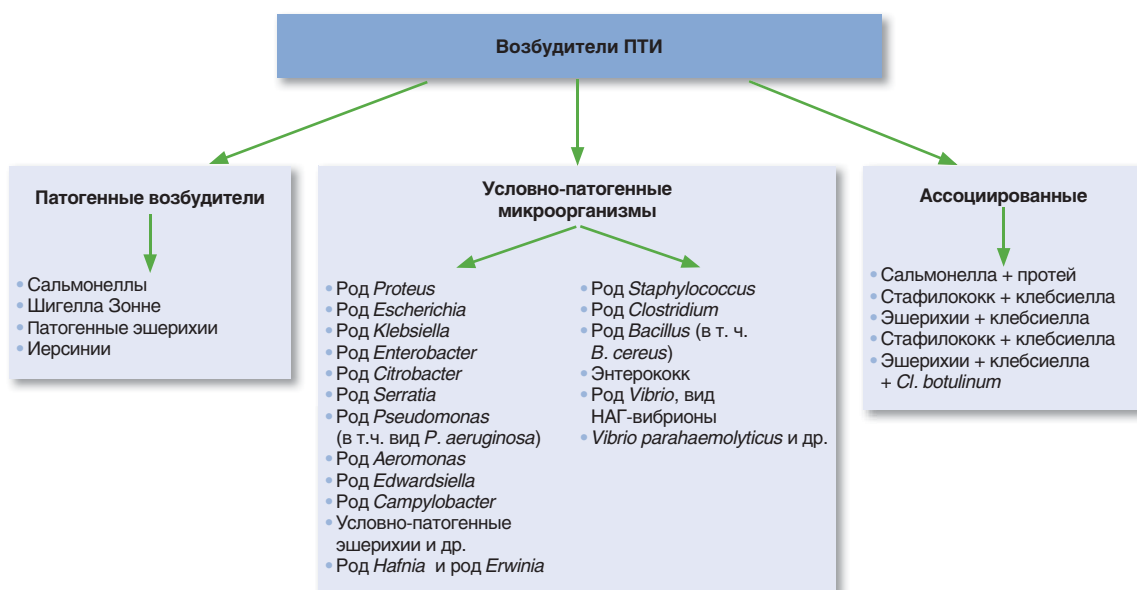 Возбудители ПТИ
Патогенные возбудители
• Сальмонеллы
• Шигелла Зонне
• Патогенные эшерихии
• Иерсинии
Условно-патогенные
микроорганизмы
• Род Proteus
• Род Escherichia
• Род Klebsiella
• Род Enterobacter
• Род Citrobacter
• Род Serratia
• Род Pseudomonas
(в т.ч. вид P. aeruginosa)
• Род Aeromonas
• Род Edwardsiella
• Род Campylobacter
• Условно-патогенные
эшерихии и др.
• Род Hafnia и род Erwinia
• Род Staphylococcus
• Род Clostridium
• Род Bacillus (в т. ч.
B. cereus)
• Энтерококк
• Род Vibrio, вид
НАГ-вибрионы
• Vibrio parahaemolyticus и др.
Ассоциированные
• Сальмонелла + протей
• Стафилококк + клебсиелла
• Эшерихии + клебсиелла
• Стафилококк + клебсиелла
• Эшерихии + клебсиелла
+ Cl. botulinum